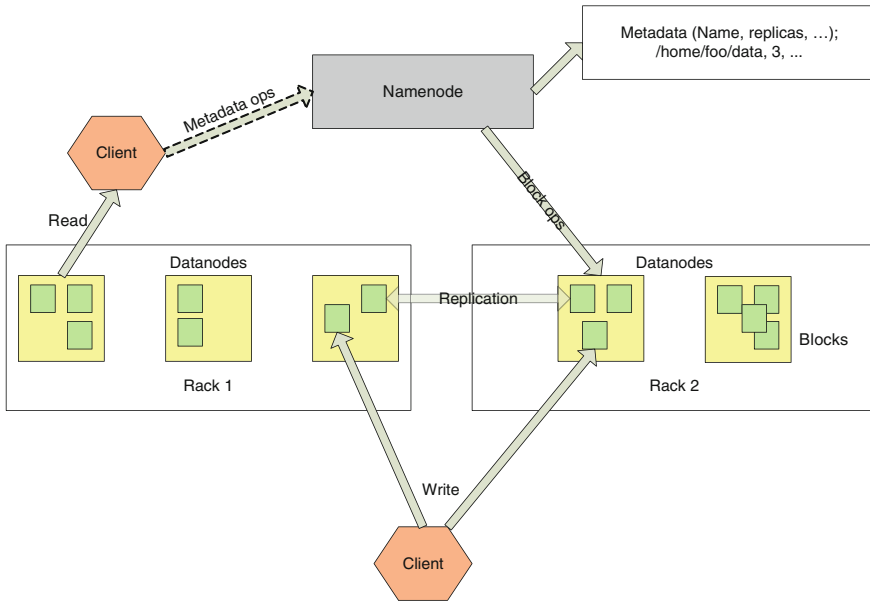 Metadata (Name, replicas, …);
/home/foo/data, 3, ...
Namenode
Metadata ops
Client
Block ops
Read
Datanodes
Datanodes
Replication
Blocks
Rack 1
Rack 2
Write
Client